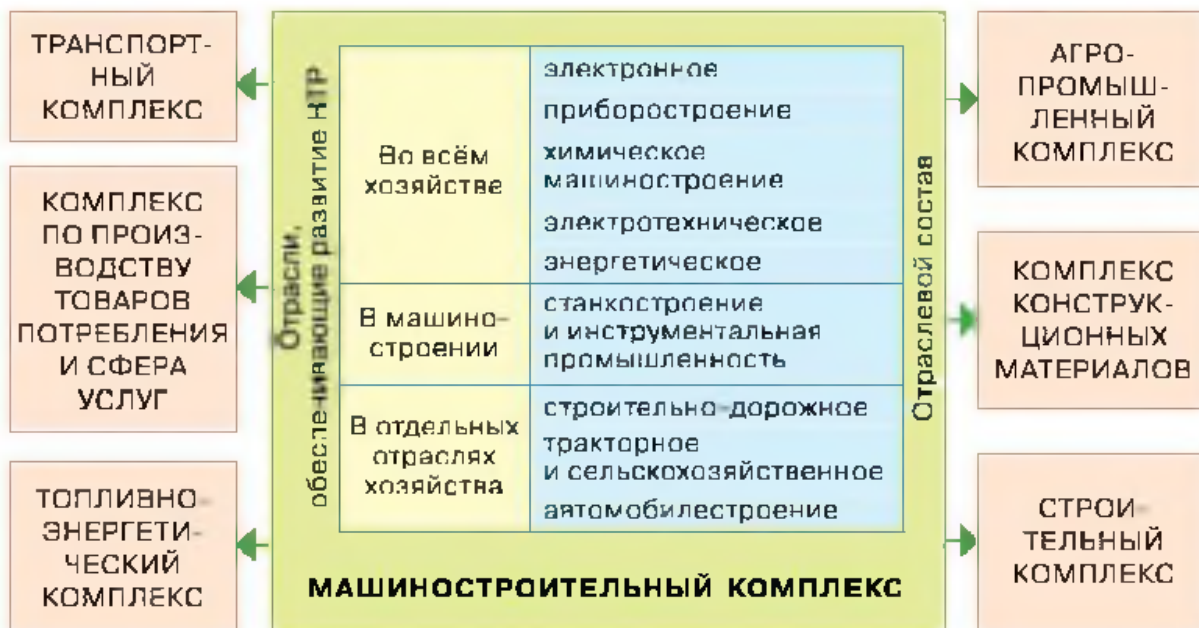 ТРАНСПОРТ-
НЫЙ
КОМПЛЕКС
КОМПЛЕКС
ПО ПРОИЗ-
ВОДСТВУ
ТОВАРОВ
ПОТРЕБЛЕНИЯ
И СФЕРА
УСЛУГ
ТОПЛИВНО-
ЭНЕРГЕТИ-
ЧЕСКИЙ
КОМПЛЕКС
Отрасли,
обеспечивающие развитие НТР
Во всём
хозяйстве
электронное
приборостроение
химическое
машиностроение
электротехническое
энергетическое
В машино-
строении
станкостроение
и инструментальная
промышленность
В отдельных
отраслях
хозяйства
строительно-дорожное
тракторное
и сельскохозяйственное
автомобилестроение
Отраслевой состав
МАШИНОСТРОИТЕЛЬНЫЙ КОМПЛЕКС
АГРО-
ПРОМЫШ-
ЛЕННЫЙ
КОМПЛЕКС
КОМПЛЕКС
КОНСТРУК-
ЦИОННЫХ
МАТЕРИАЛОВ
СТРОИ-
ТЕЛЬНЫЙ
КОМПЛЕКС